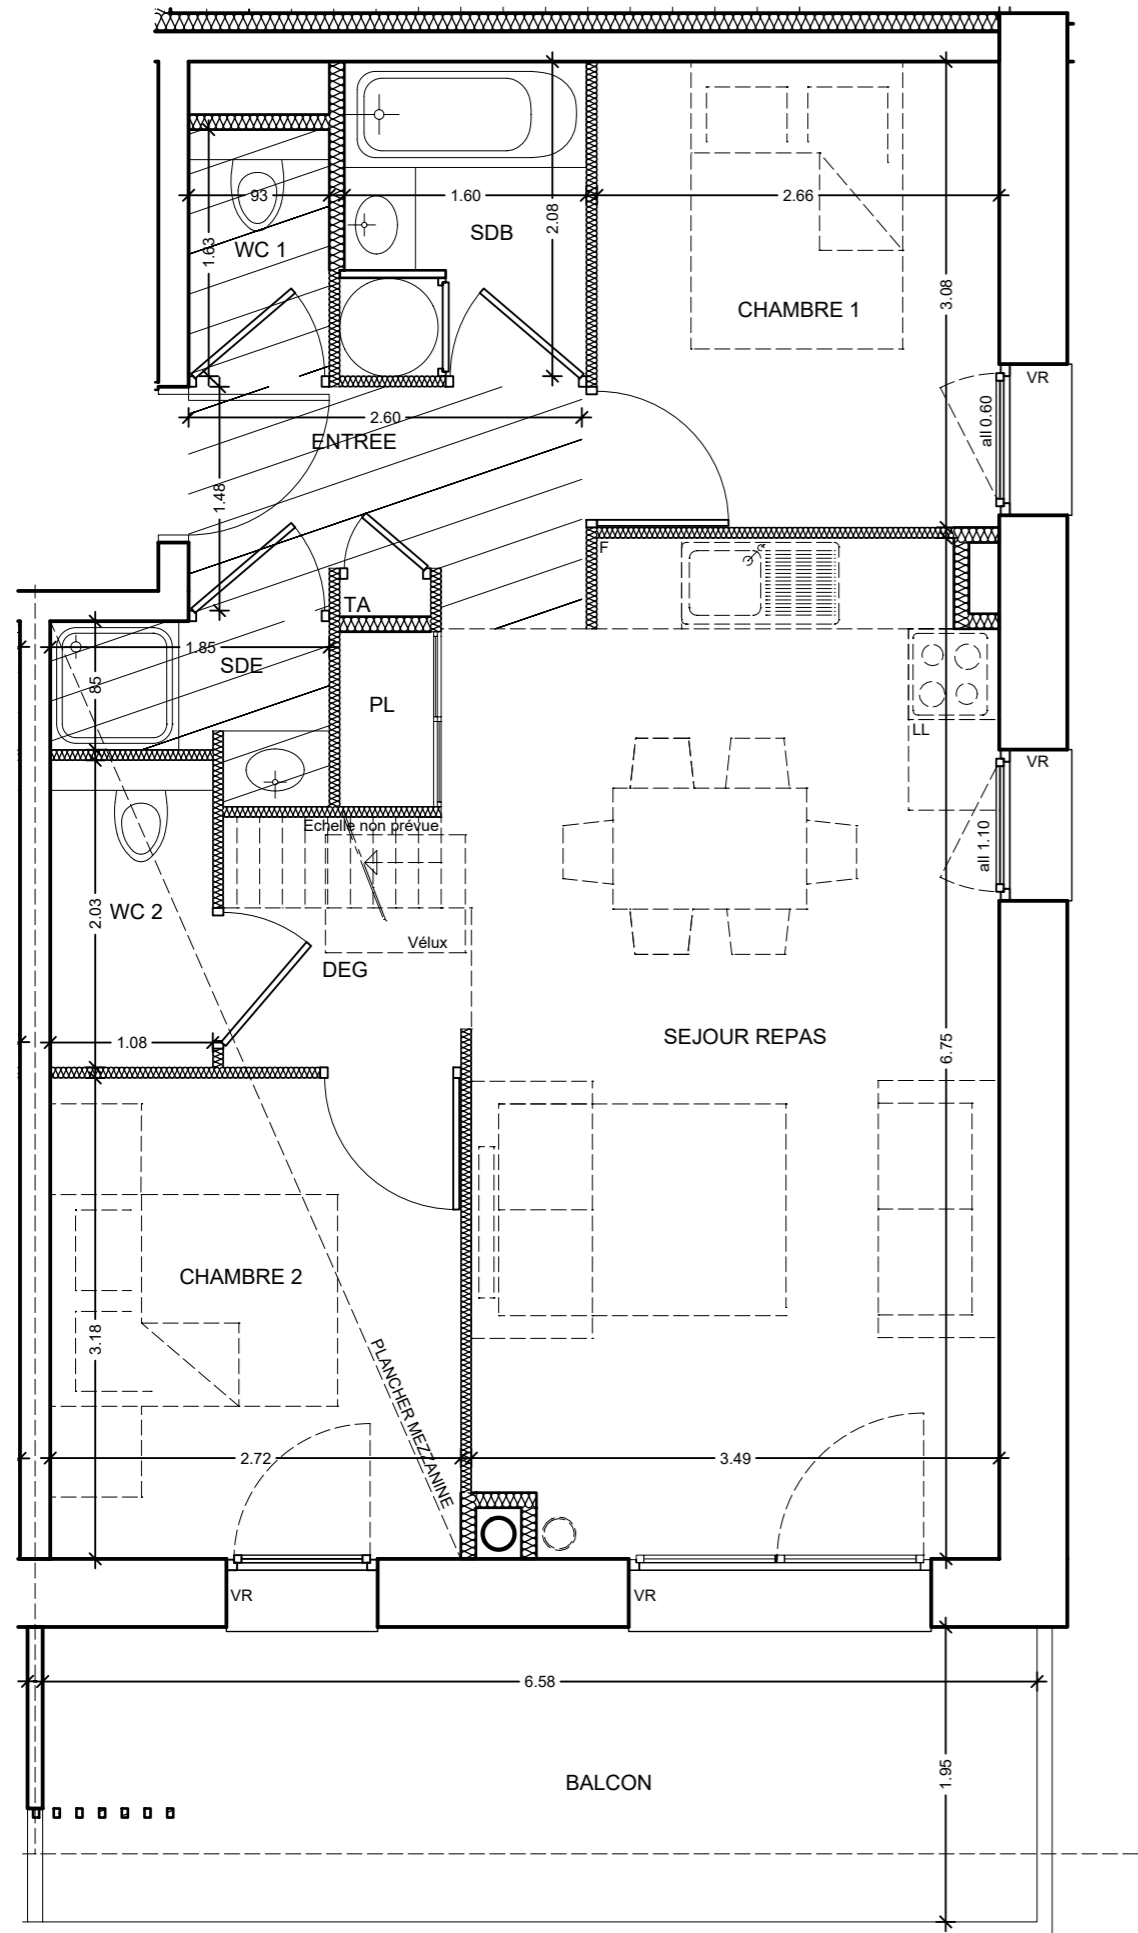 93
1.60
2.66
1.63
WC 1
SDB
2.08
CHAMBRE 1
3.08
VR
all 0.60
2.60
ENTREE
1.48
F
TA
1.85
SDE
85
PL
LL
VR
all 1.10
Echelle non prévue
WC 2
2.03
Vélux
DEG
1.08
SEJOUR REPAS
6.75
CHAMBRE 2
3.18
PLANCHER MEZZANINE
2.72
3.49
VR
VR
6.58
BALCON
1.95